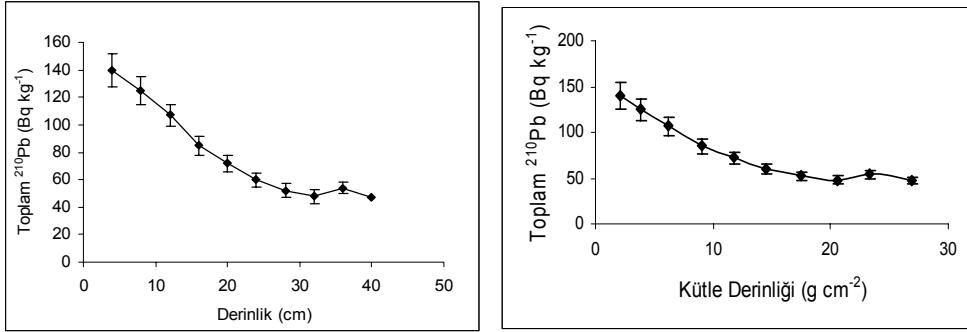 160
140
120
100
80
60
40
20
0
Toplam ²¹⁰Pb (Bq kg⁻¹)
0 10 20 30 40 50
Derinlik (cm)
200
150
100
50
0
Toplam ²¹⁰Pb (Bq kg⁻¹)
0 10 20 30
Kütle Derinliği (g cm⁻²)